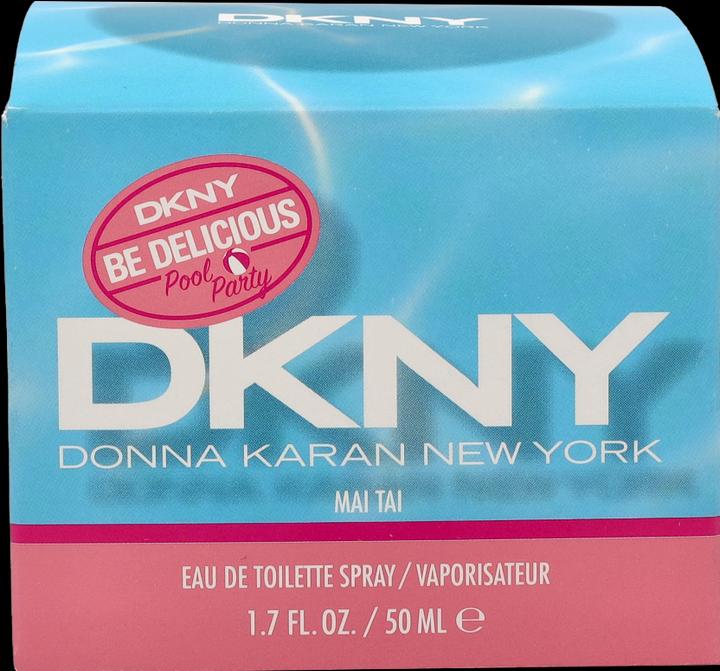 DKNY
DONNA KARAN NEW YORK
DKNY
BE DELICIOUS
Pool
Party
DKNY
DONNA KARAN NEW YORK
MAI TAI
EAU DE TOILETTE SPRAY / VAPORISATEUR
1.7 FL. OZ. / 50 ML ℮